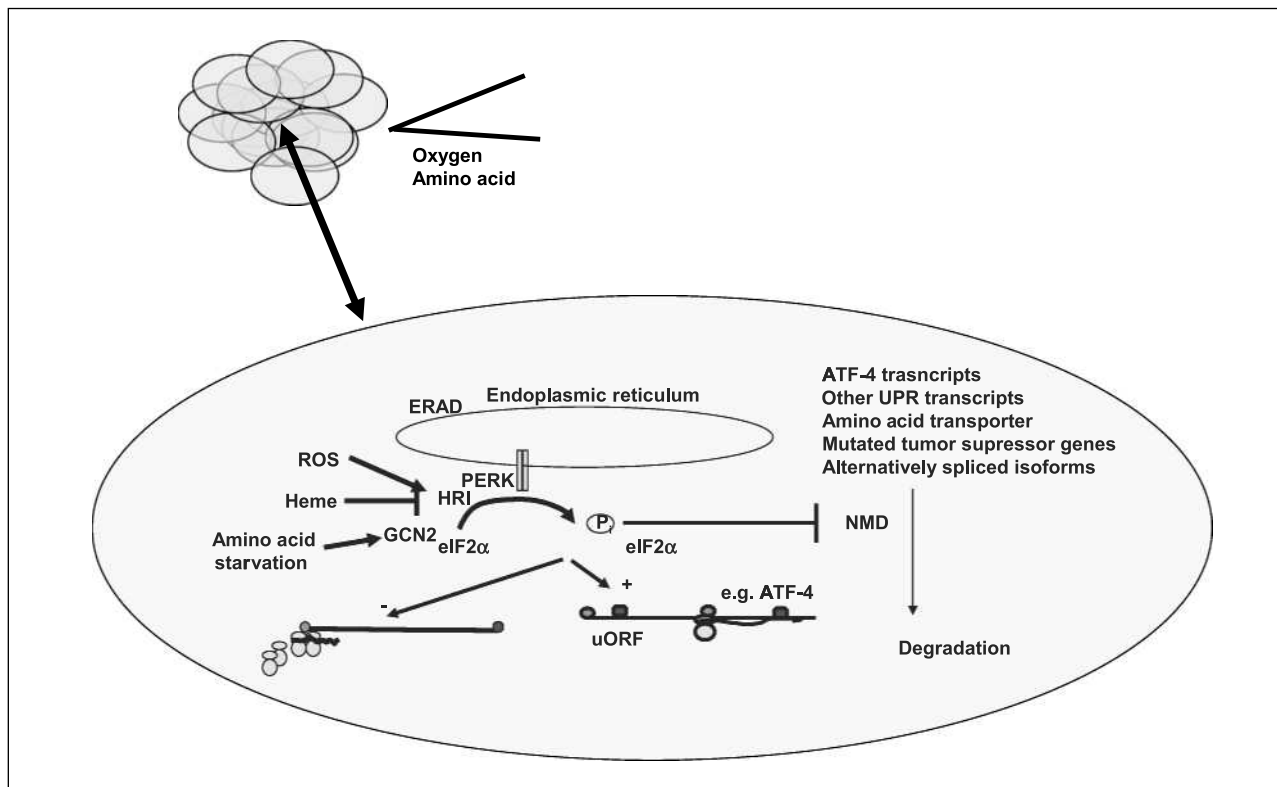 Oxygen
Amino acid
ATF-4 trasncripts
Other UPR transcripts
Amino acid transporter
Mutated tumor supressor genes
Alternatively spliced isoforms
Endoplasmic reticulum
ERAD
ROS
PERK
HRI
Heme
GCN2
eIF2α
Pi
eIF2α
NMD
Amino acid
starvation
-
+
e.g. ATF-4
uORF
Degradation